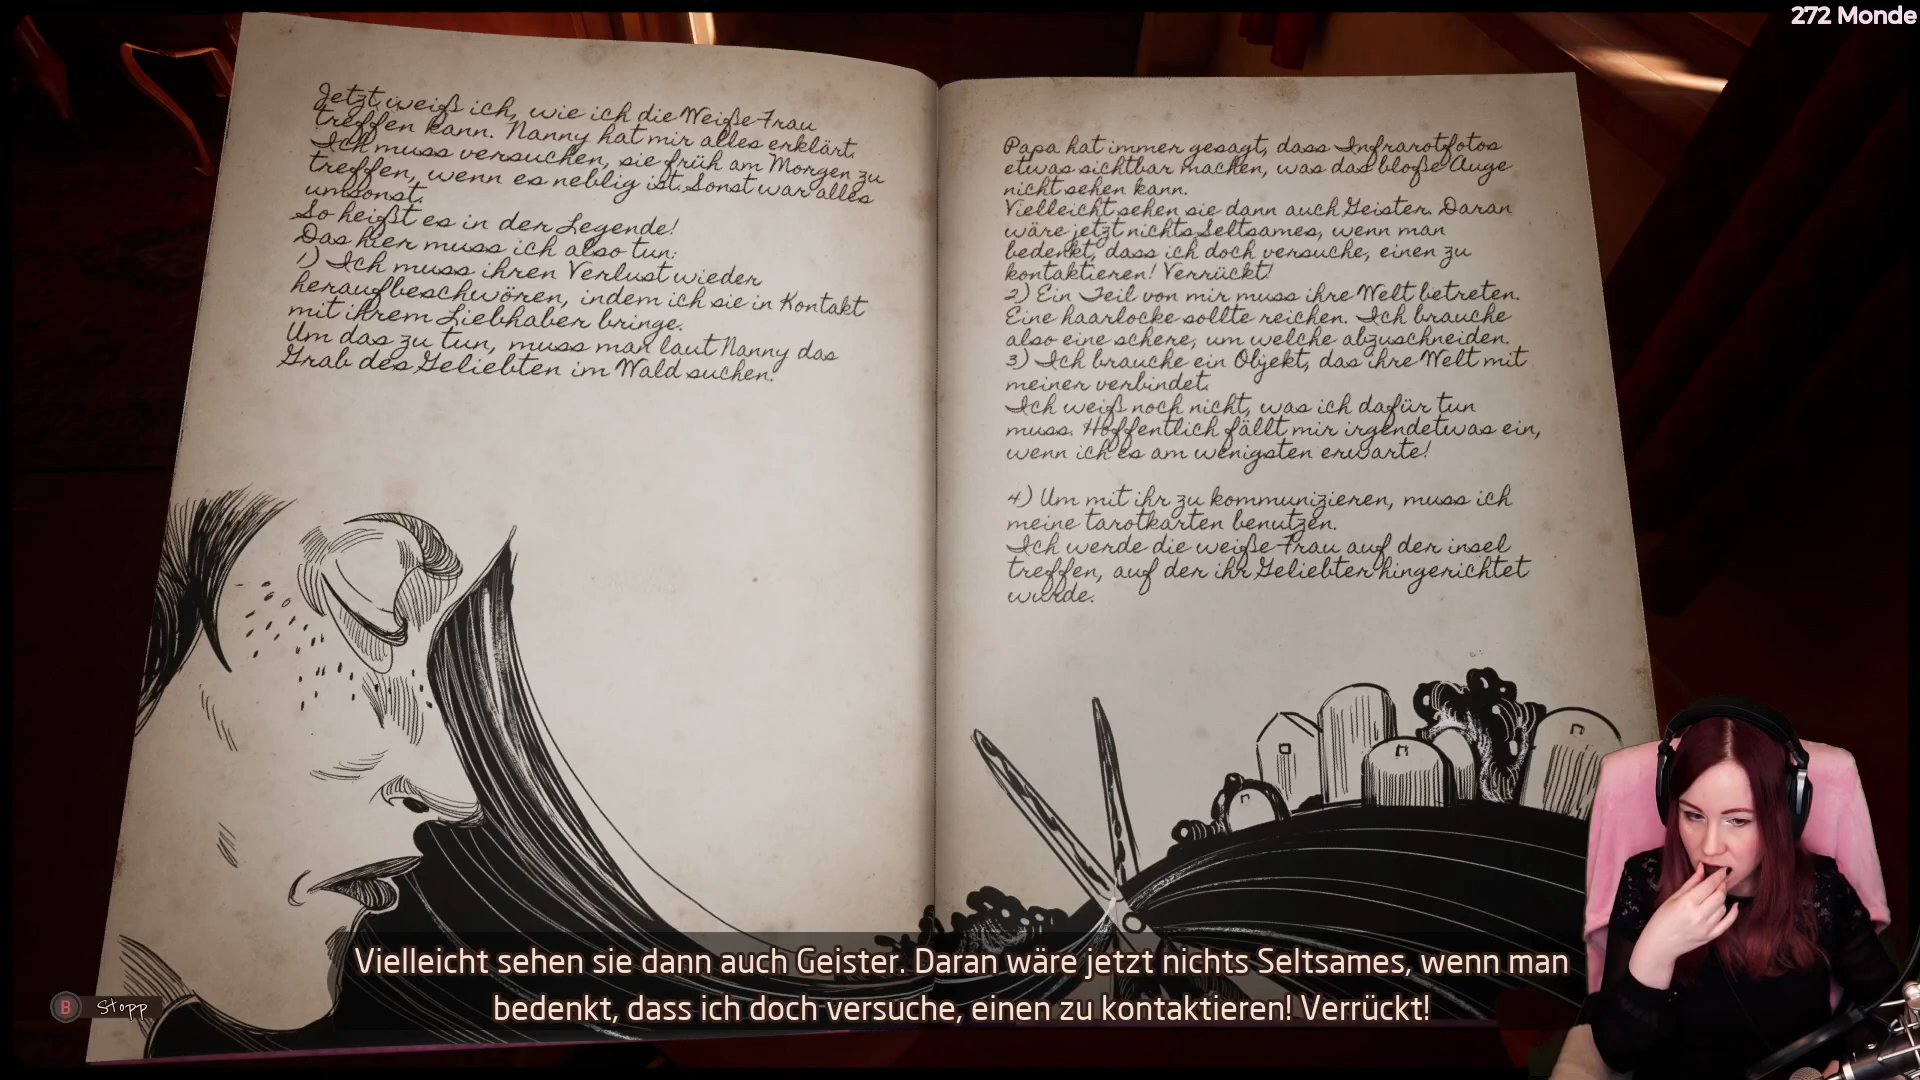 272 Monde
Jetzt weiß ich, wie ich die Weiße Frau
treffen kann. Nanny hat mir alles erklärt.
Ich muss versuchen, sie früh am Morgen zu
treffen, wenn es neblig ist. Sonst war alles
umsonst.
So heißt es in der Legende!
Das hier muss ich also tun:
1) Ich muss ihren Verlust wieder
heraufbeschwören, indem ich sie in Kontakt
mit ihrem Liebhaber bringe.
Um das zu tun, muss man laut Nanny das
Grab des Geliebten im Wald suchen.
Papa hat immer gesagt, dass Infrarotfotos
etwas sichtbar machen, was das bloße Auge
nicht sehen kann.
Vielleicht sehen sie dann auch Geister. Daran
wäre jetzt nichts Seltsames, wenn man
bedenkt, dass ich doch versuche, einen zu
kontaktieren! Verrückt!
2) Ein Teil von mir muss ihre Welt betreten.
Eine haarlocke sollte reichen. Ich brauche
also eine schere, um welche abzuschneiden.
3) Ich brauche ein Objekt, das ihre Welt mit
meiner verbindet.
Ich weiß noch nicht, was ich dafür tun
muss. Hoffentlich fällt mir irgendetwas ein,
wenn ich es am wenigsten erwarte!
4) Um mit ihr zu kommunizieren, muss ich
meine tarotkarten benutzen.
Ich werde die weiße Frau auf der insel
treffen, auf der ihr Geliebter hingerichtet
wurde.
Vielleicht sehen sie dann auch Geister. Daran wäre jetzt nichts Seltsames, wenn man
bedenkt, dass ich doch versuche, einen zu kontaktieren! Verrückt!
B Stopp